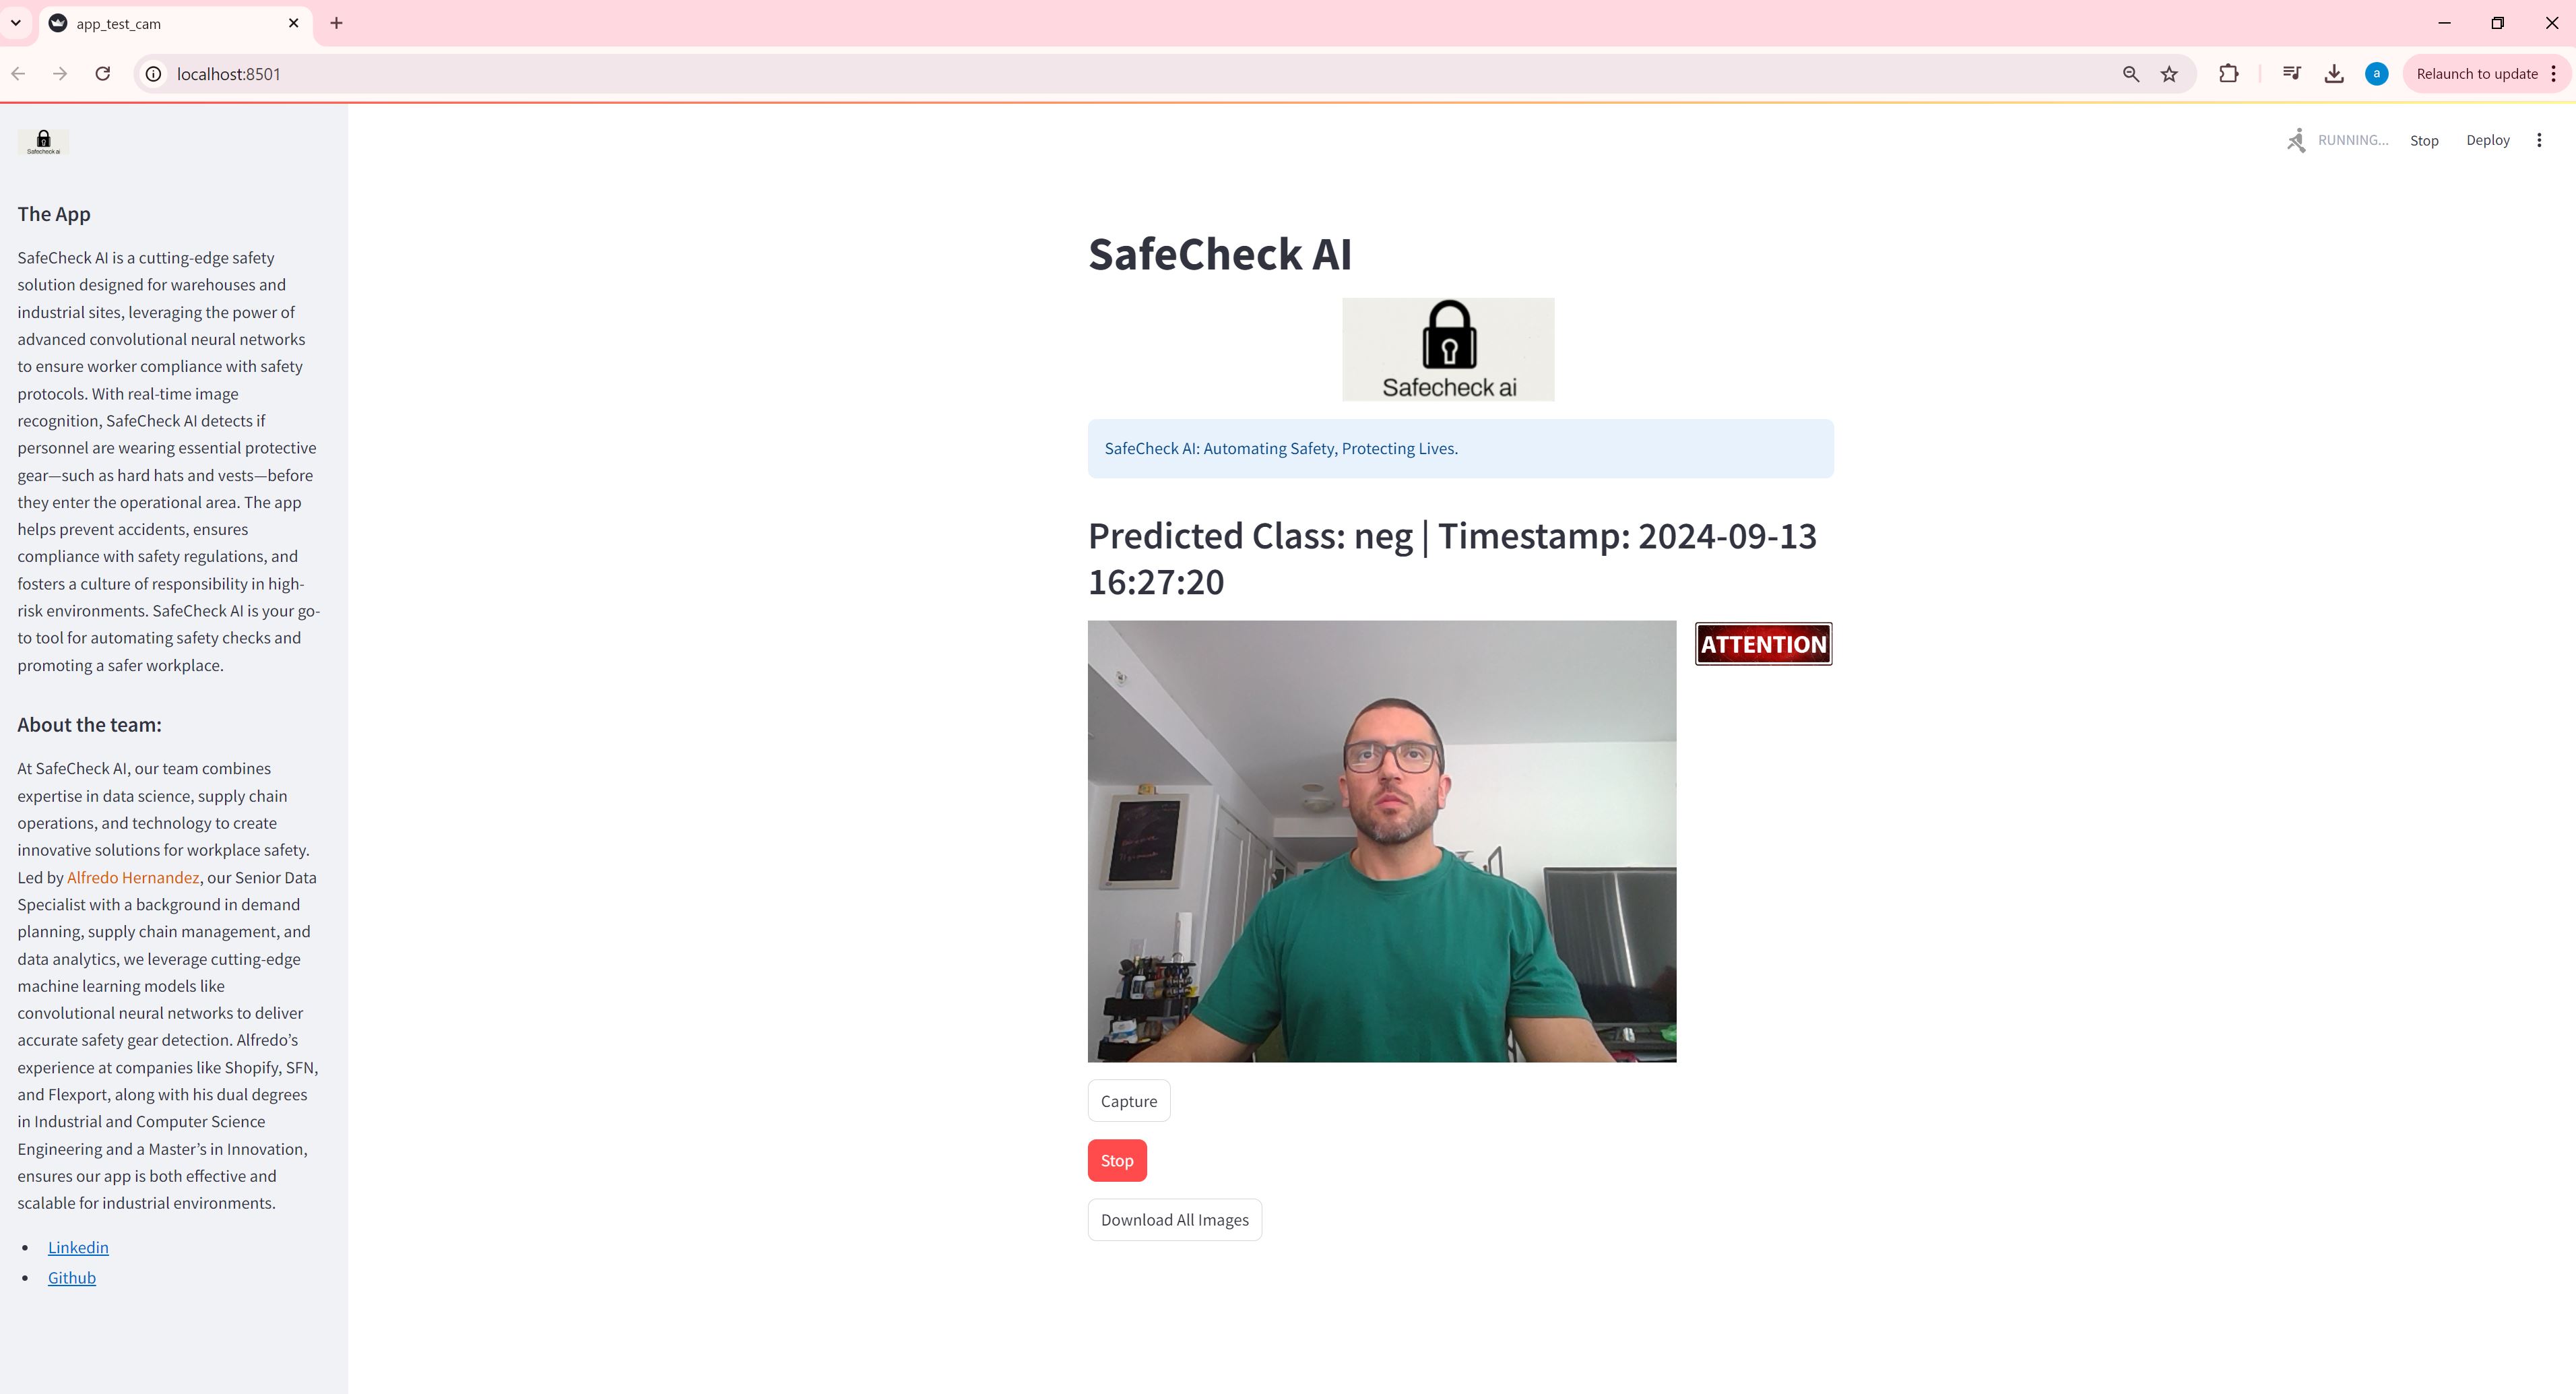 app_test_cam
localhost:8501
a
Relaunch to update
Safecheck ai
RUNNING...
Stop
Deploy
The App
SafeCheck AI is a cutting-edge safety
solution designed for warehouses and
industrial sites, leveraging the power of
advanced convolutional neural networks
to ensure worker compliance with safety
protocols. With real-time image
recognition, SafeCheck AI detects if
personnel are wearing essential protective
gear—such as hard hats and vests—before
they enter the operational area. The app
helps prevent accidents, ensures
compliance with safety regulations, and
fosters a culture of responsibility in high-
risk environments. SafeCheck AI is your go-
to tool for automating safety checks and
promoting a safer workplace.
About the team:
At SafeCheck AI, our team combines
expertise in data science, supply chain
operations, and technology to create
innovative solutions for workplace safety.
Led by Alfredo Hernandez, our Senior Data
Specialist with a background in demand
planning, supply chain management, and
data analytics, we leverage cutting-edge
machine learning models like
convolutional neural networks to deliver
accurate safety gear detection. Alfredo’s
experience at companies like Shopify, SFN,
and Flexport, along with his dual degrees
in Industrial and Computer Science
Engineering and a Master’s in Innovation,
ensures our app is both effective and
scalable for industrial environments.
Linkedin
Github
SafeCheck AI
Safecheck ai
SafeCheck AI: Automating Safety, Protecting Lives.
Predicted Class: neg | Timestamp: 2024-09-13
16:27:20
ATTENTION
Capture
Stop
Download All Images